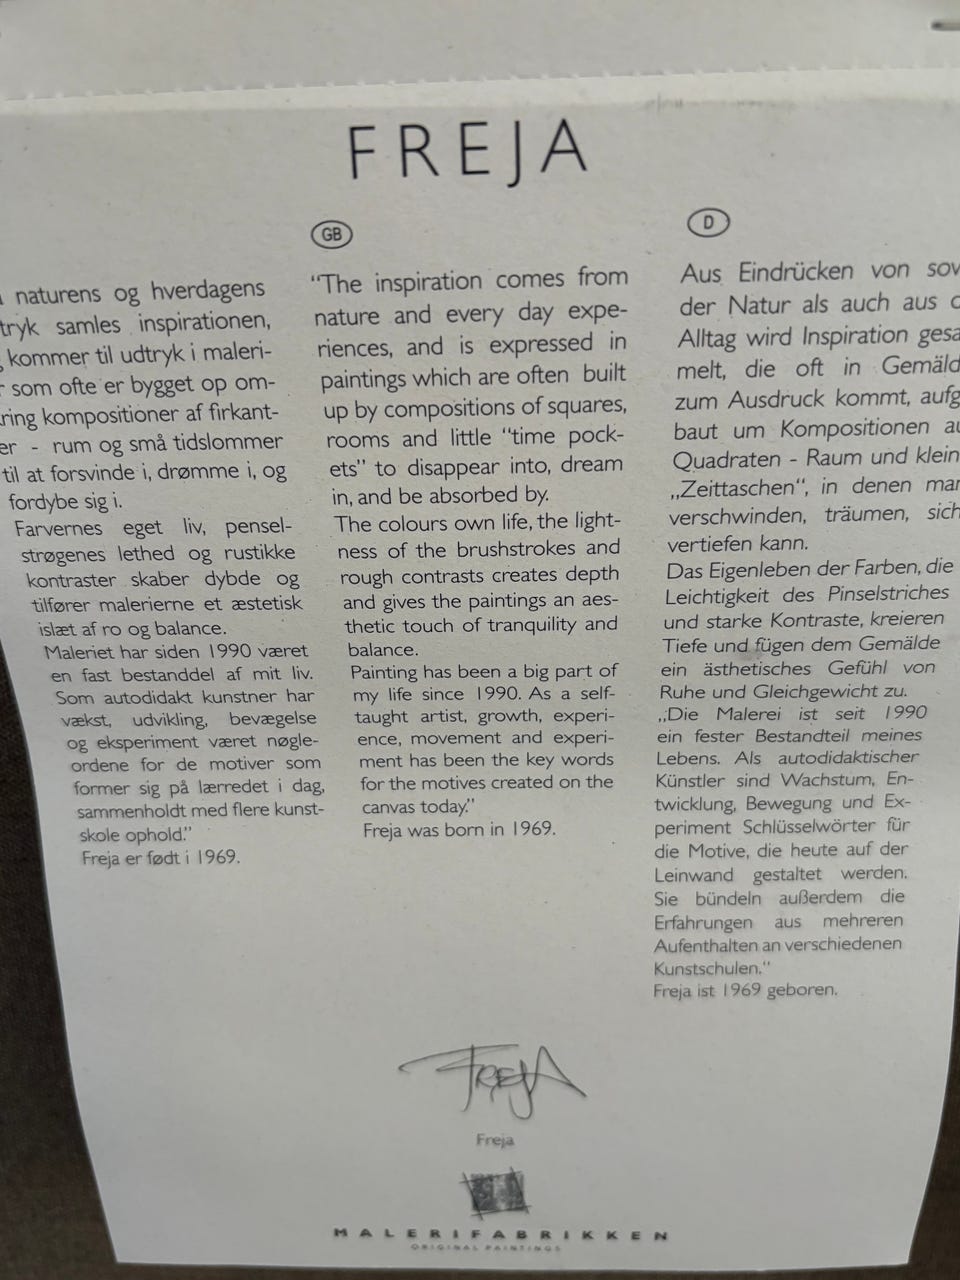 FREJA
naturens og hverdagens
tryk samles inspirationen,
kommer til udtryk i maleri-
r som ofte er bygget op om-
kring kompositioner af firkant-
er - rum og små tidslommer
til at forsvinde i, drømme i, og
fordybe sig i.
Farvernes eget liv, pensel-
strøgenes lethed og rustikke
kontraster skaber dybde og
tilfører malerierne et æstetisk
islæt af ro og balance.
Maleriet har siden 1990 været
en fast bestanddel af mit liv.
Som autodidakt kunstner har
vækst, udvikling, bevægelse
og eksperiment været nøgle-
ordene for de motiver som
former sig på lærredet i dag,
sammenholdt med flere kunst-
skole ophold."
Freja er født i 1969.
GB
"The inspiration comes from
nature and every day expe-
riences, and is expressed in
paintings which are often built
up by compositions of squares,
rooms and little "time pock-
ets" to disappear into, dream
in, and be absorbed by.
The colours own life, the light-
ness of the brushstrokes and
rough contrasts creates depth
and gives the paintings an aes-
thetic touch of tranquility and
balance.
Painting has been a big part of
my life since 1990. As a self-
taught artist, growth, experi-
ence, movement and experi-
ment has been the key words
for the motives created on the
canvas today."
Freja was born in 1969.
D
Aus Eindrücken von sow
der Natur als auch aus d
Alltag wird Inspiration gesa
melt, die oft in Gemäld
zum Ausdruck kommt, aufg
baut um Kompositionen au
Quadraten - Raum und klein
„Zeittaschen“, in denen man
verschwinden, träumen, sich
vertiefen kann.
Das Eigenleben der Farben, die
Leichtigkeit des Pinselstriches
und starke Kontraste, kreieren
Tiefe und fügen dem Gemälde
ein ästhetisches Gefühl von
Ruhe und Gleichgewicht zu.
„Die Malerei ist seit 1990
ein fester Bestandteil meines
Lebens. Als autodidaktischer
Künstler sind Wachstum, En-
twicklung, Bewegung und Ex-
periment Schlüsselwörter für
die Motive, die heute auf der
Leinwand gestaltet werden.
Sie bündeln außerdem die
Erfahrungen aus mehreren
Aufenthalten an verschiedenen
Kunstschulen.“
Freja ist 1969 geboren.
FREJA
Freja
MALERIFABRIKKEN
ORIGINAL PAINTINGS